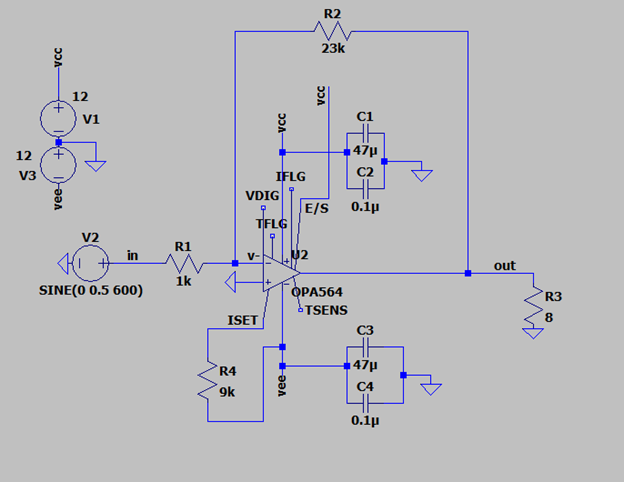 R2
23k
vcc
12
V1
12
V3
vee
vcc
vcc
C1
47µ
C2
0.1µ
IFLG
VDIG
E/S
TFLG
V2
in
R1
v-
U2
1k
SINE(0 0.5 600)
out
R3
8
OPA564
TSENS
ISET
C3
47µ
R4
9k
vee
C4
0.1µ